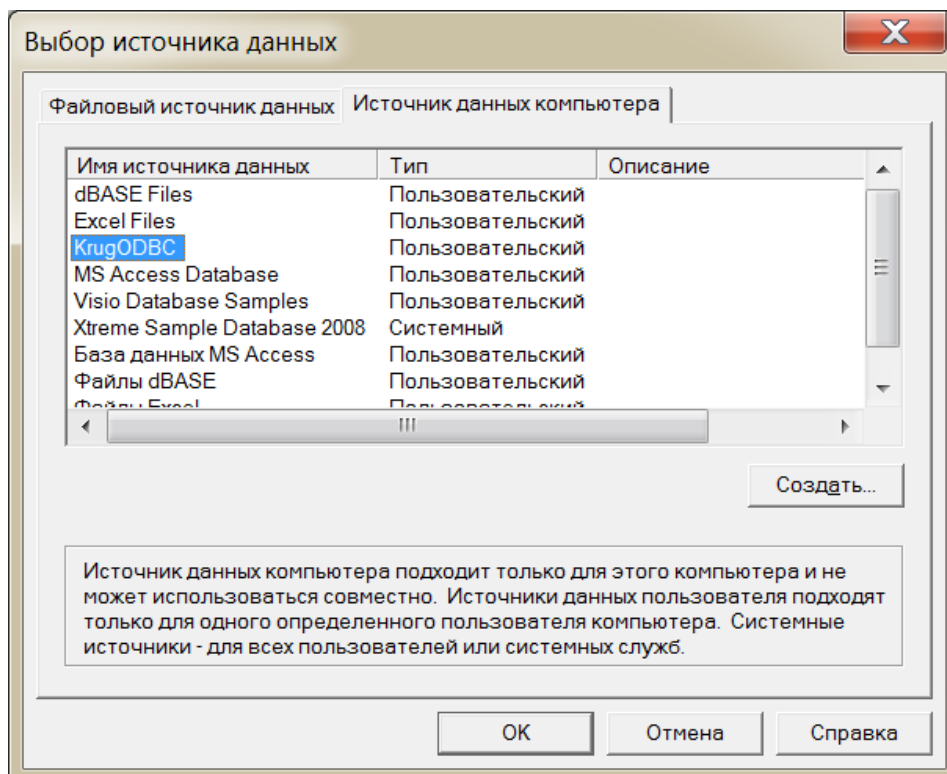 Выбор источника данных
Файловый источник данных Источник данных компьютера
Имя источника данных Тип Описание
dBASE Files Пользовательский
Excel Files Пользовательский
KrugODBC Пользовательский
MS Access Database Пользовательский
Visio Database Samples Пользовательский
Xtreme Sample Database 2008 Системный
База данных MS Access Пользовательский
Файлы dBASE Пользовательский
Файлы Excel Пользовательский
Создать...
Источник данных компьютера подходит только для этого компьютера и не
может использоваться совместно. Источники данных пользователя подходят
только для одного определенного пользователя компьютера. Системные
источники - для всех пользователей или системных служб.
OK Отмена Справка